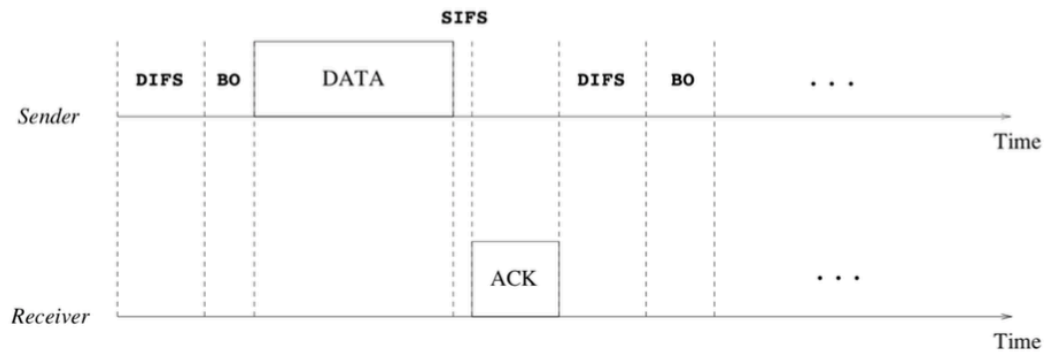 SIFS
DIFS BO DATA DIFS BO . . .
Sender
Time
ACK . . .
Receiver
Time